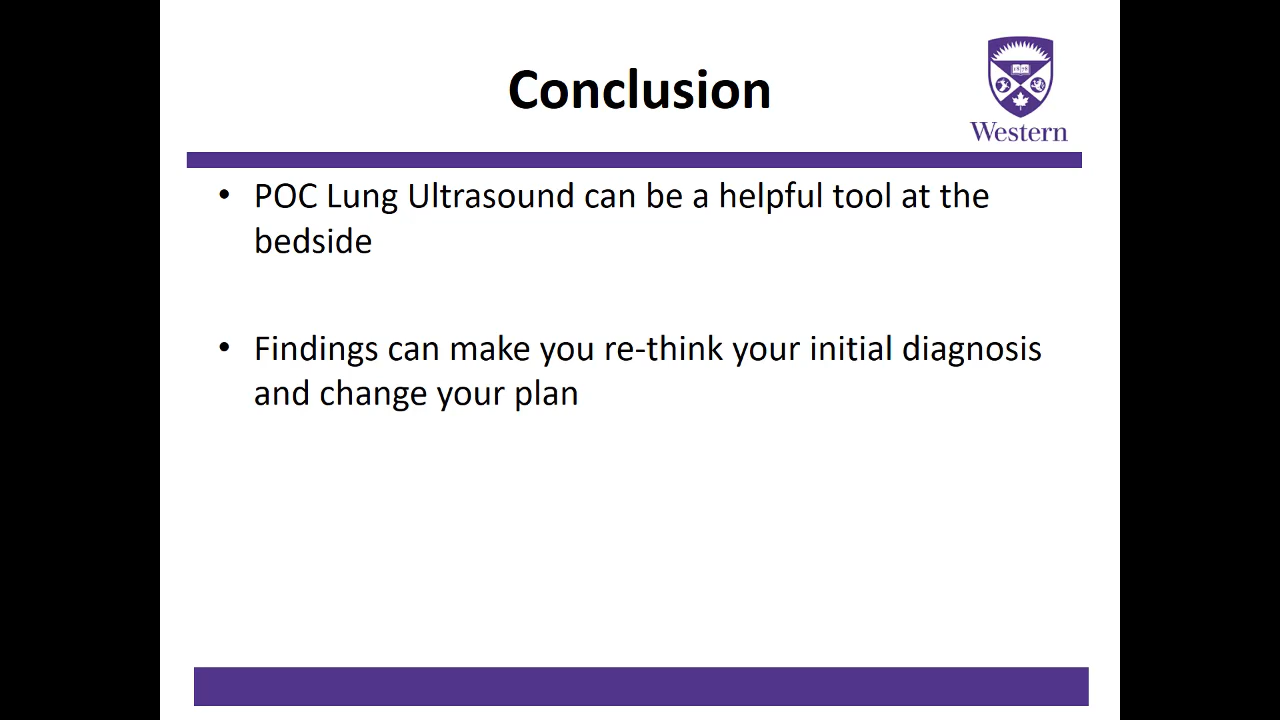 Conclusion
Western
• POC Lung Ultrasound can be a helpful tool at the
bedside
• Findings can make you re-think your initial diagnosis
and change your plan